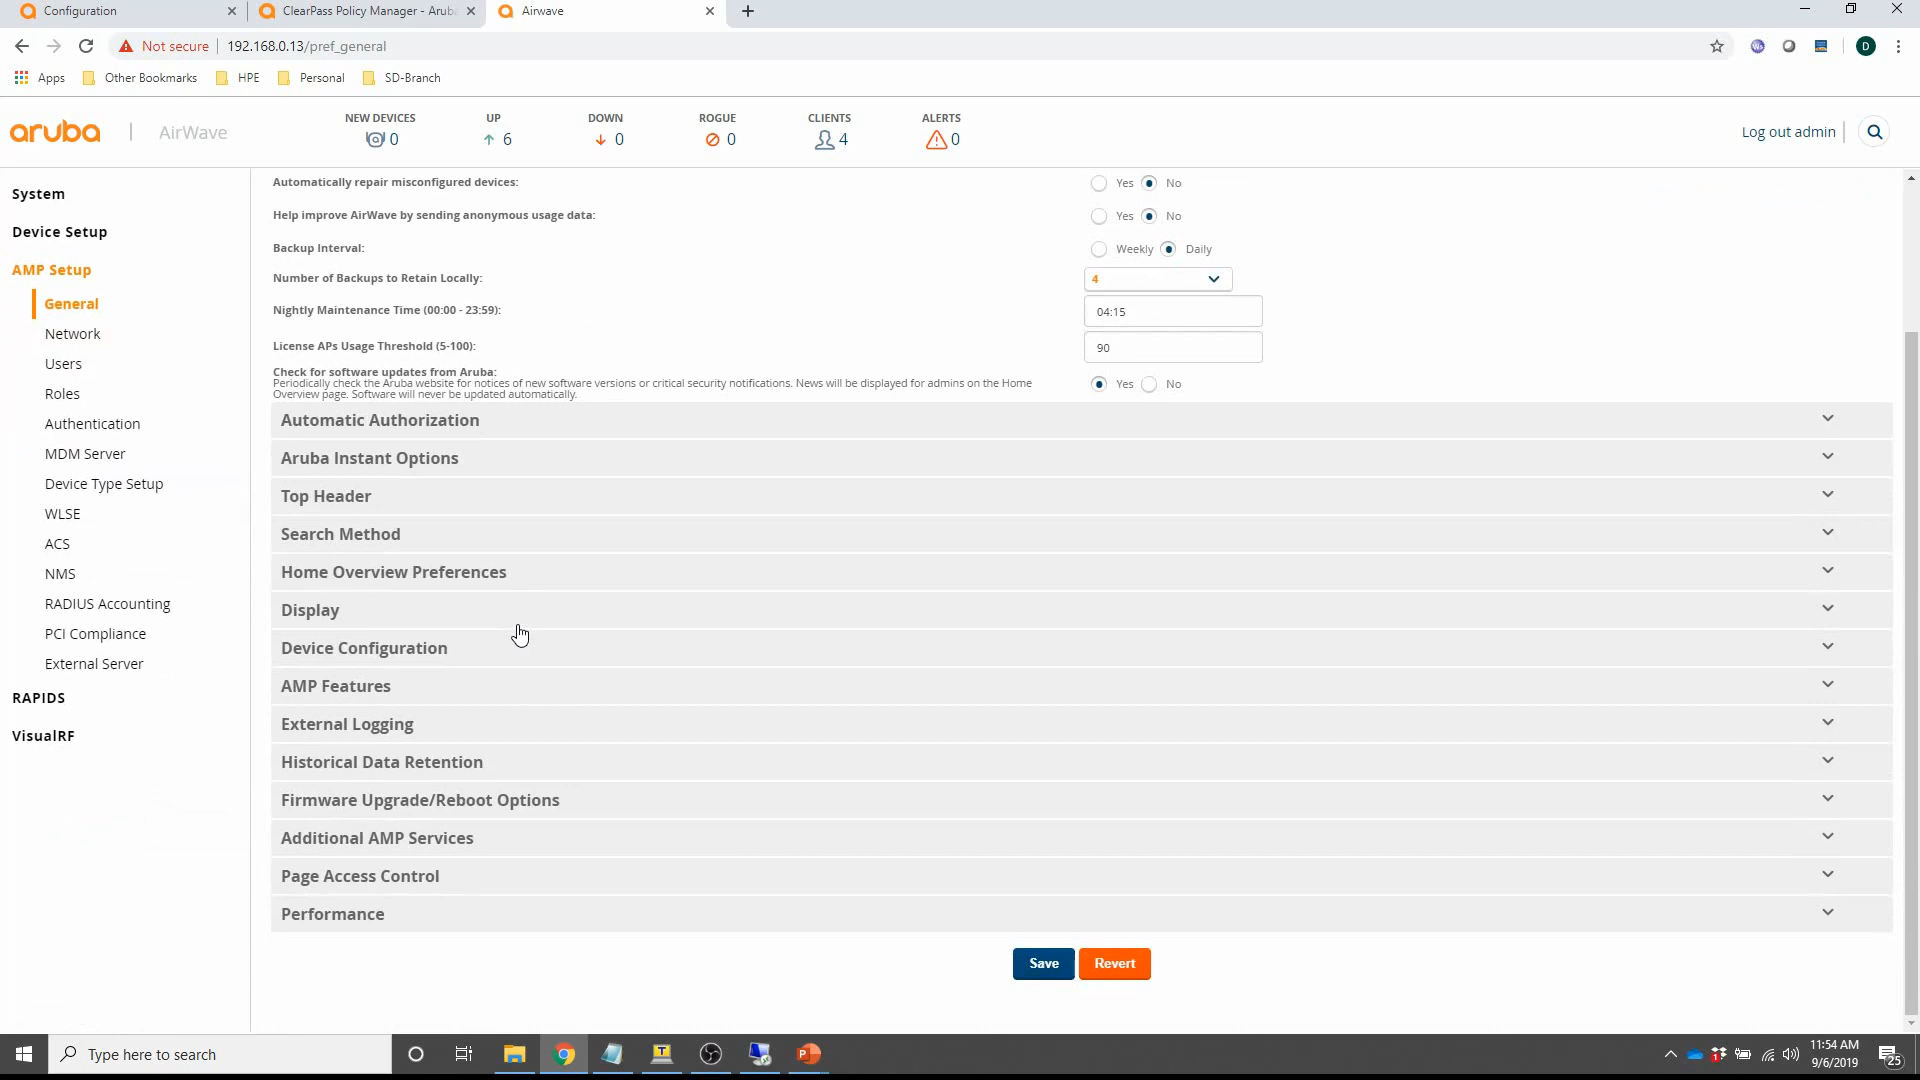 Configuration
ClearPass Policy Manager - Aruba
Airwave
Not secure
192.168.0.13/pref_general
D
Apps
Other Bookmarks
HPE
Personal
SD-Branch
aruba
AirWave
NEW DEVICES
0
UP
6
DOWN
0
ROGUE
0
CLIENTS
4
ALERTS
0
Log out admin
System
Device Setup
AMP Setup
General
Network
Users
Roles
Authentication
MDM Server
Device Type Setup
WLSE
ACS
NMS
RADIUS Accounting
PCI Compliance
External Server
RAPIDS
VisualRF
Automatically repair misconfigured devices:
Yes No
Help improve AirWave by sending anonymous usage data:
Yes No
Backup Interval:
Weekly Daily
Number of Backups to Retain Locally:
4
Nightly Maintenance Time (00:00 - 23:59):
04:15
License APs Usage Threshold (5-100):
90
Check for software updates from Aruba:
Periodically check the Aruba website for notices of new software versions or critical security notifications. News will be displayed for admins on the Home
Overview page. Software will never be updated automatically.
Yes No
Automatic Authorization
Aruba Instant Options
Top Header
Search Method
Home Overview Preferences
Display
Device Configuration
AMP Features
External Logging
Historical Data Retention
Firmware Upgrade/Reboot Options
Additional AMP Services
Page Access Control
Performance
Save
Revert
Type here to search
11:54 AM
9/6/2019
25